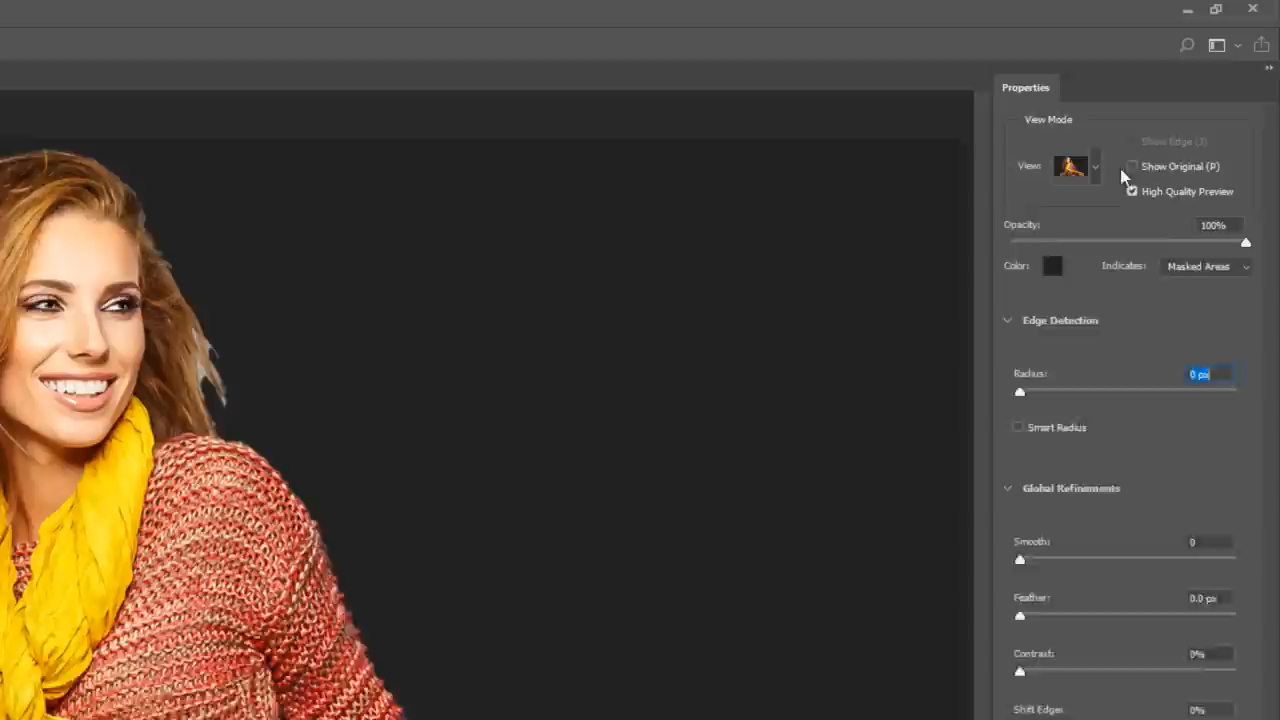 Properties
View Mode
Show Edge (J)
View:
Show Original (P)
High Quality Preview
Opacity:
100%
Color:
Indicates:
Masked Areas
Edge Detection
Radius:
0 px
Smart Radius
Global Refinements
Smooth:
0
Feather:
0.0 px
Contrast:
0%
Shift Edge:
0%